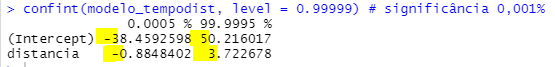 > confint(modelo_tempodist, level = 0.99999) # significância 0,001%
0.0005 % 99.9995 %
(Intercept) -38.4592598 50.216017
distancia -0.8848402 3.722678